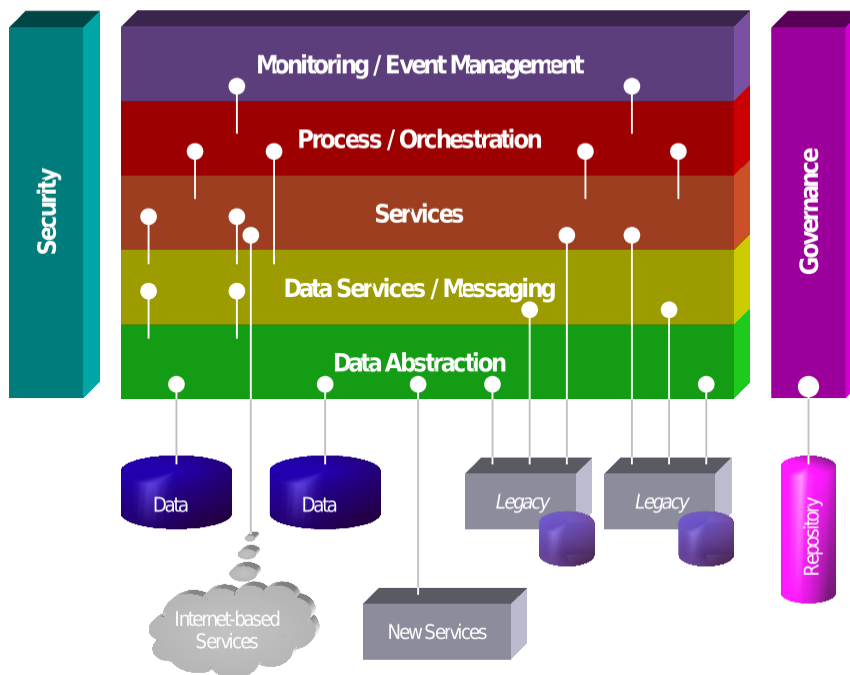 Security
Monitoring / Event Management
Process / Orchestration
Services
Data Services / Messaging
Data Abstraction
Governance
Data
Data
Legacy
Legacy
Repository
Internet-based
Services
New Services